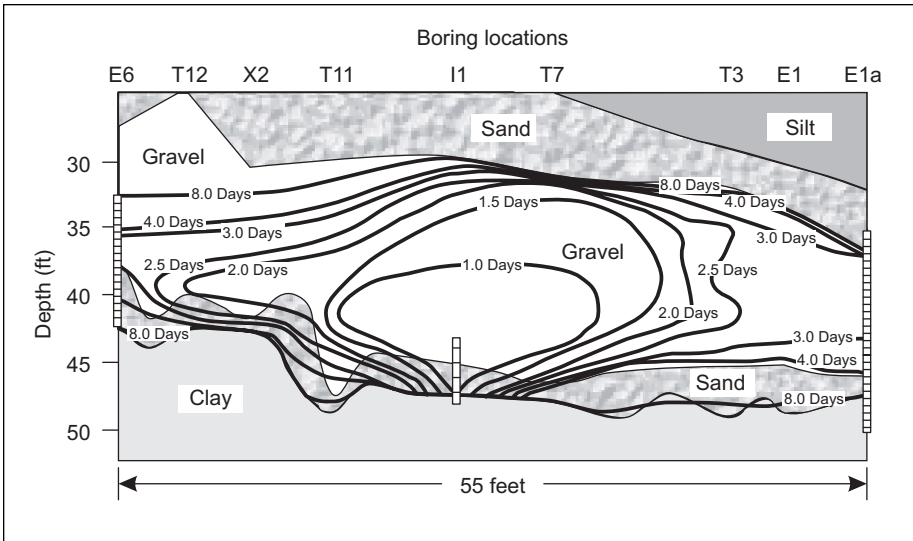 Boring locations
E6 T12 X2 T11 I1 T7 T3 E1 E1a
Sand
Silt
30
Gravel
8.0 Days
8.0 Days
1.5 Days
4.0 Days
4.0 Days
35
3.0 Days
3.0 Days
Gravel
2.5 Days
2.0 Days
1.0 Days
2.5 Days
Depth (ft)
40
2.0 Days
8.0 Days
3.0 Days
45
4.0 Days
Sand
Clay
8.0 Days
50
55 feet